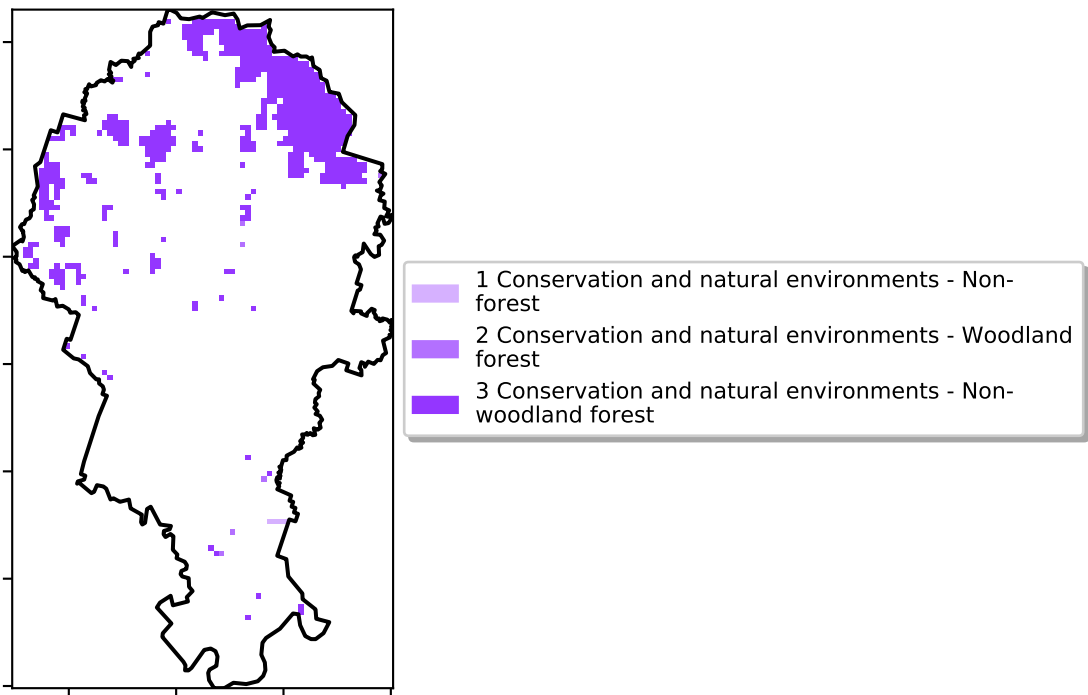 1 Conservation and natural environments - Non-
forest
2 Conservation and natural environments - Woodland
forest
3 Conservation and natural environments - Non-
woodland forest